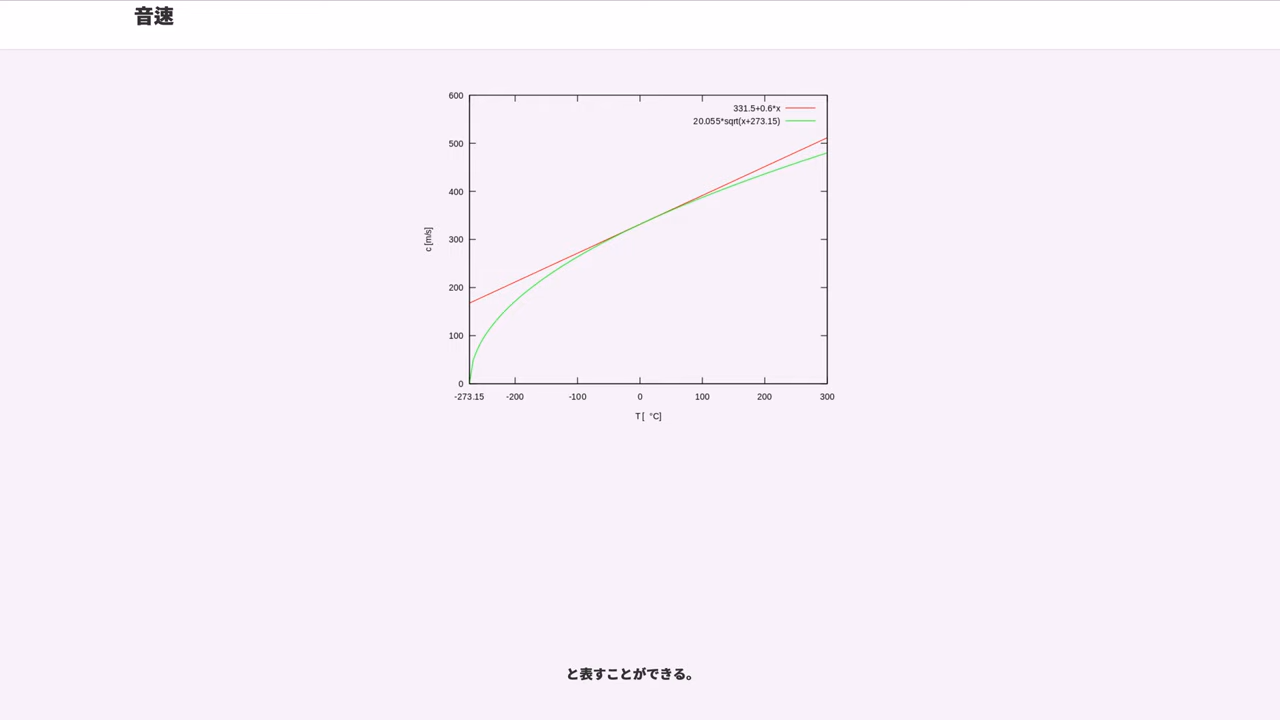 音速
600
331.5+0.6*x
20.055*sqrt(x+273.15)
500
400
300
200
100
0
c [m/s]
-273.15 -200 -100 0 100 200 300
T [ °C]
と表すことができる。